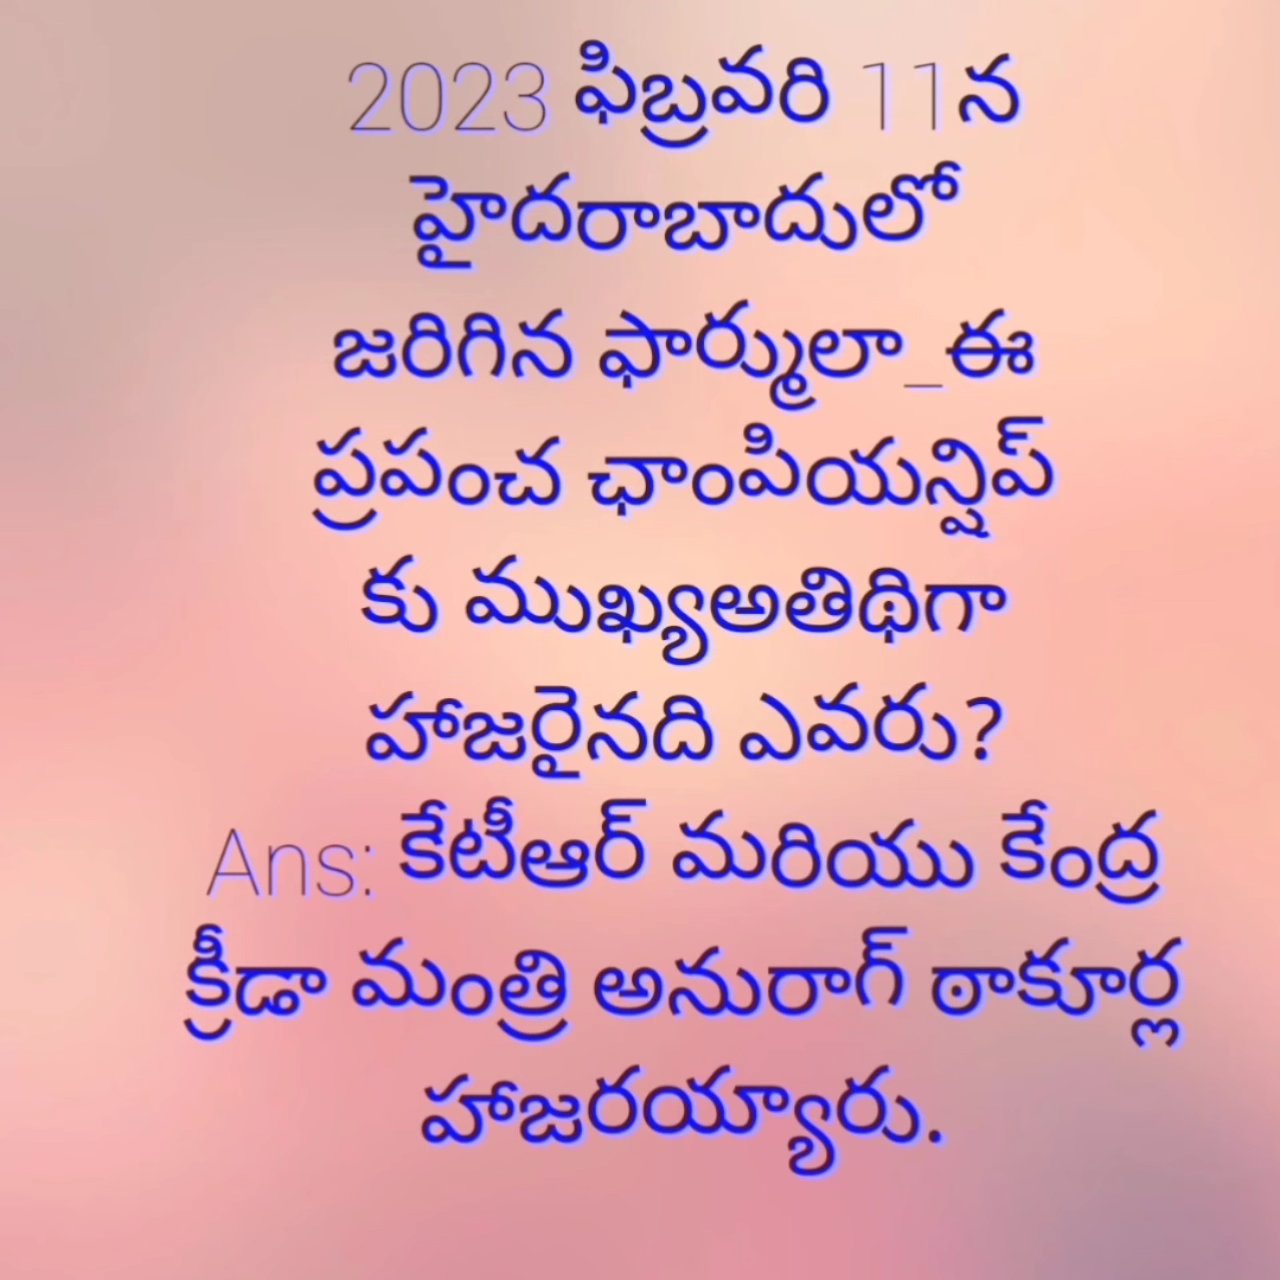 2023 ఫిబ్రవరి 11న
హైదరాబాదులో
జరిగిన ఫార్ములా_ఈ
ప్రపంచ ఛాంపియన్షిప్
కు ముఖ్యఅతిథిగా
హాజరైనది ఎవరు?
Ans: కేటీఆర్ మరియు కేంద్ర
క్రీడా మంత్రి అనురాగ్ ఠాకూర్ల
హాజరయ్యారు.